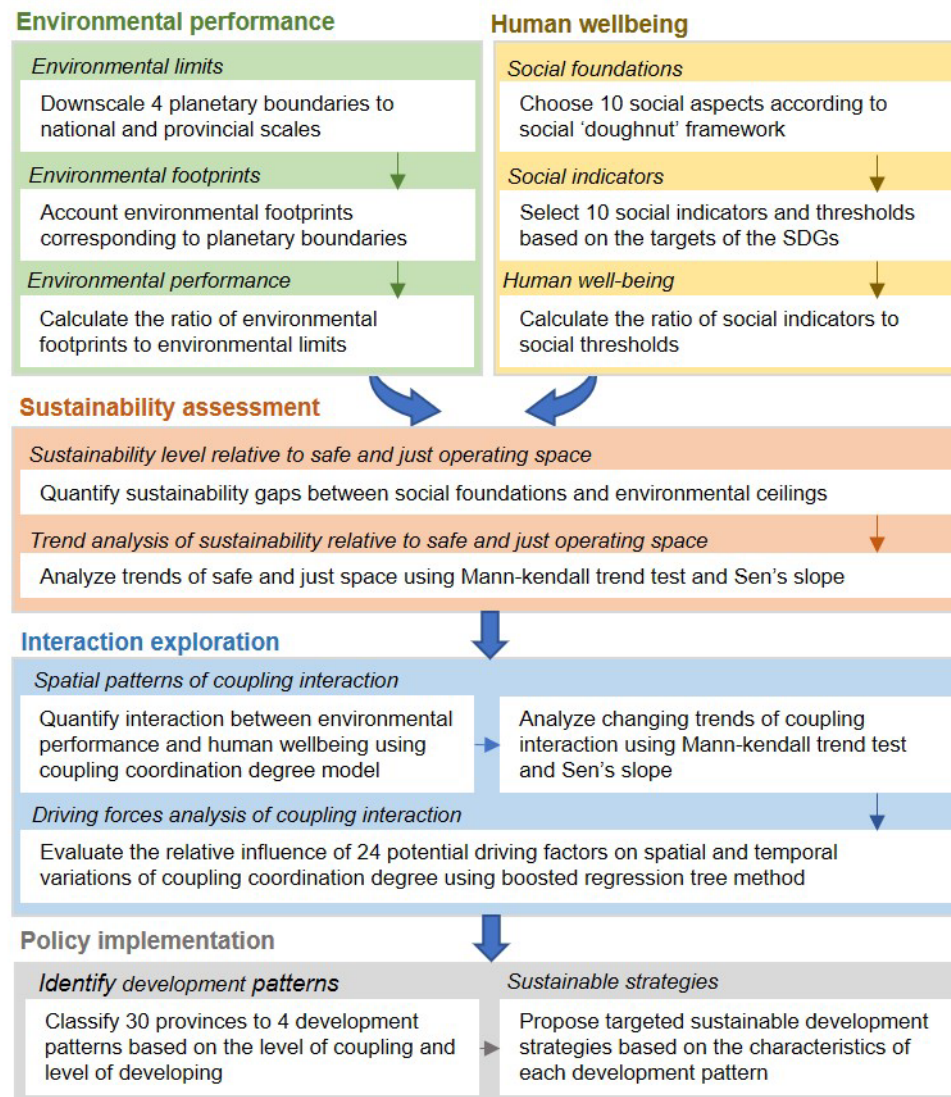 Environmental performance
Environmental limits
Downscale 4 planetary boundaries to
national and provincial scales
Environmental footprints
Account environmental footprints
corresponding to planetary boundaries
Environmental performance
Calculate the ratio of environmental
footprints to environmental limits
Human wellbeing
Social foundations
Choose 10 social aspects according to
social ‘doughnut’ framework
Social indicators
Select 10 social indicators and thresholds
based on the targets of the SDGs
Human well-being
Calculate the ratio of social indicators to
social thresholds
Sustainability assessment
Sustainability level relative to safe and just operating space
Quantify sustainability gaps between social foundations and environmental ceilings
Trend analysis of sustainability relative to safe and just operating space
Analyze trends of safe and just space using Mann-kendall trend test and Sen’s slope
Interaction exploration
Spatial patterns of coupling interaction
Quantify interaction between environmental
performance and human wellbeing using
coupling coordination degree model
Analyze changing trends of coupling
interaction using Mann-kendall trend test
and Sen’s slope
Driving forces analysis of coupling interaction
Evaluate the relative influence of 24 potential driving factors on spatial and temporal
variations of coupling coordination degree using boosted regression tree method
Policy implementation
Identify development patterns
Classify 30 provinces to 4 development
patterns based on the level of coupling and
level of developing
Sustainable strategies
Propose targeted sustainable development
strategies based on the characteristics of
each development pattern